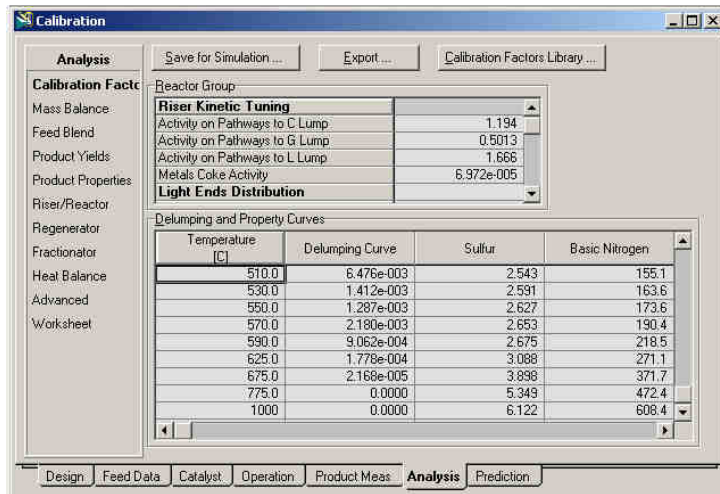 Calibration
Analysis
Save for Simulation ...
Export ...
Calibration Factors Library ...
Calibration Facto
Mass Balance
Feed Blend
Product Yields
Product Properties
Riser/Reactor
Regenerator
Fractionator
Heat Balance
Advanced
Worksheet
Reactor Group
Riser Kinetic Tuning
Activity on Pathways to C Lump 1.194
Activity on Pathways to G Lump 0.5013
Activity on Pathways to L Lump 1.666
Metals Coke Activity 6.972e-005
Light Ends Distribution
Delumping and Property Curves
Temperature [C] Delumping Curve Sulfur Basic Nitrogen
510.0 6.476e-003 2.543 155.1
530.0 1.412e-003 2.591 163.6
550.0 1.287e-003 2.627 173.6
570.0 2.180e-003 2.653 190.4
590.0 9.062e-004 2.675 218.5
625.0 1.778e-004 3.088 271.1
675.0 2.168e-005 3.898 371.7
775.0 0.0000 5.349 472.4
1000 0.0000 6.122 608.4
Design Feed Data Catalyst Operation Product Meas Analysis Prediction